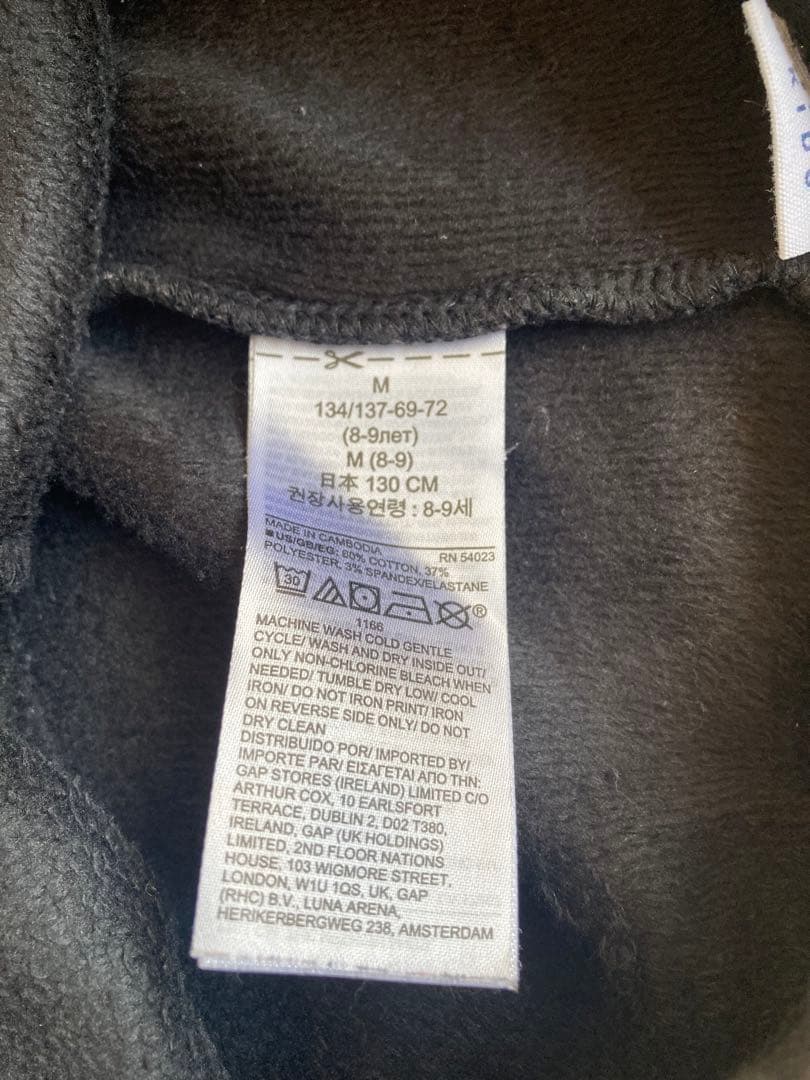 M
134/137-69-72
(8-9лет)
M (8-9)
日本 130 CM
권장사용연령 : 8-9세
MADE IN CAMBODIA
RN 54023
US/GB/EG: 60% COTTON, 37%
POLYESTER, 3% SPANDEX/ELASTANE
30
®
1166
MACHINE WASH COLD GENTLE
CYCLE/ WASH AND DRY INSIDE OUT/
ONLY NON-CHLORINE BLEACH WHEN
NEEDED/ TUMBLE DRY LOW/ COOL
IRON/ DO NOT IRON PRINT/ IRON
ON REVERSE SIDE ONLY/ DO NOT
DRY CLEAN
DISTRIBUIDO POR/ IMPORTED BY/
IMPORTE PAR/ ΕΙΣΑΓΕΤΑΙ ΑΠΟ ΤΗΝ:
GAP STORES (IRELAND) LIMITED C/O
ARTHUR COX, 10 EARLSFORT
TERRACE, DUBLIN 2, D02 T380,
IRELAND, GAP (UK HOLDINGS)
LIMITED, 2ND FLOOR NATIONS
HOUSE, 103 WIGMORE STREET,
LONDON, W1U 1QS, UK, GAP
(RHC) B.V., LUNA ARENA,
HERIKERBERGWEG 238, AMSTERDAM